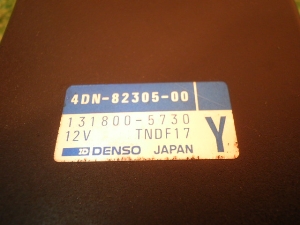 4DN-82305-00
131800-5730
12V TNDF17
Y
DENSO JAPAN